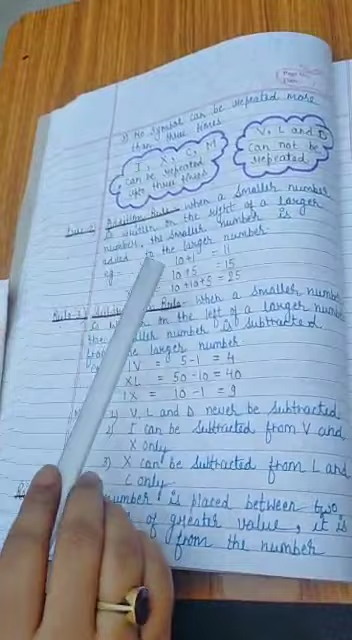 1) No symbol can be repeated more
than three times
I, X, C, M
can be repeated
upto three times
V, L and D
can not be
repeated
Addition Rule - When a smaller number
is written on the right of a larger
number, the smaller number is
added to the larger number
eg = 10+1 = 11
10+5 = 15
10+10+5 = 25
Rule - When a smaller number
is on the left of a larger number
the smaller number is subtracted
from larger number
IV = 5-1 = 4
XL = 50-10 = 40
IX = 10-1 = 9
1) V, L and D never be subtracted
2) I can be subtracted from V and
X only
3) X can be subtracted from L and
C only
number is placed between two
of greater value, it is
from the number